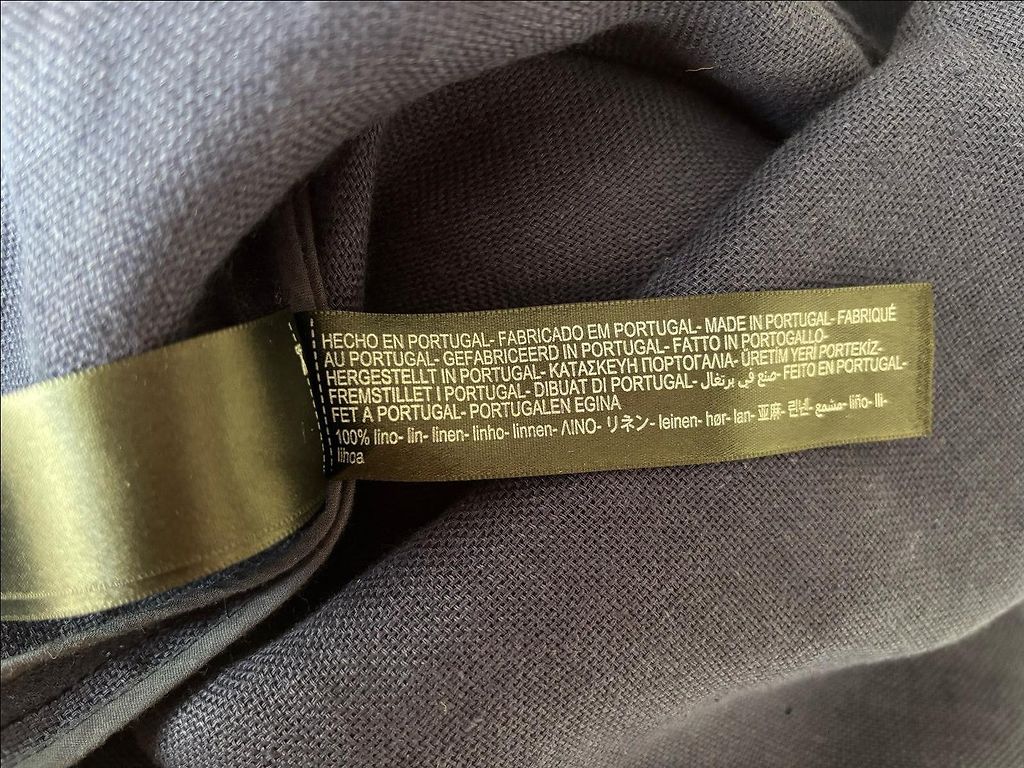 HECHO EN PORTUGAL- FABRICADO EM PORTUGAL- MADE IN PORTUGAL- FABRIQUÉ
AU PORTUGAL- GEFABRICEERD IN PORTUGAL- FATTO IN PORTOGALLO-
HERGESTELLT IN PORTUGAL- ΚΑΤΑΣΚΕΥΗ ΠΟΡΤΟΓΑΛΙΑ- ÜRETİM YERİ PORTEKİZ-
FREMSTILLET I PORTUGAL- DIBUAT DI PORTUGAL- صنع في برتغال- FEITO EN PORTUGAL-
FET A PORTUGAL- PORTUGALEN EGINA
100% lino- lin- linen- linho- linnen- ΛΙΝΟ- リネン- leinen- hør- lan- 亚麻- 린넨- مشمع- liño- lli-
lihoa